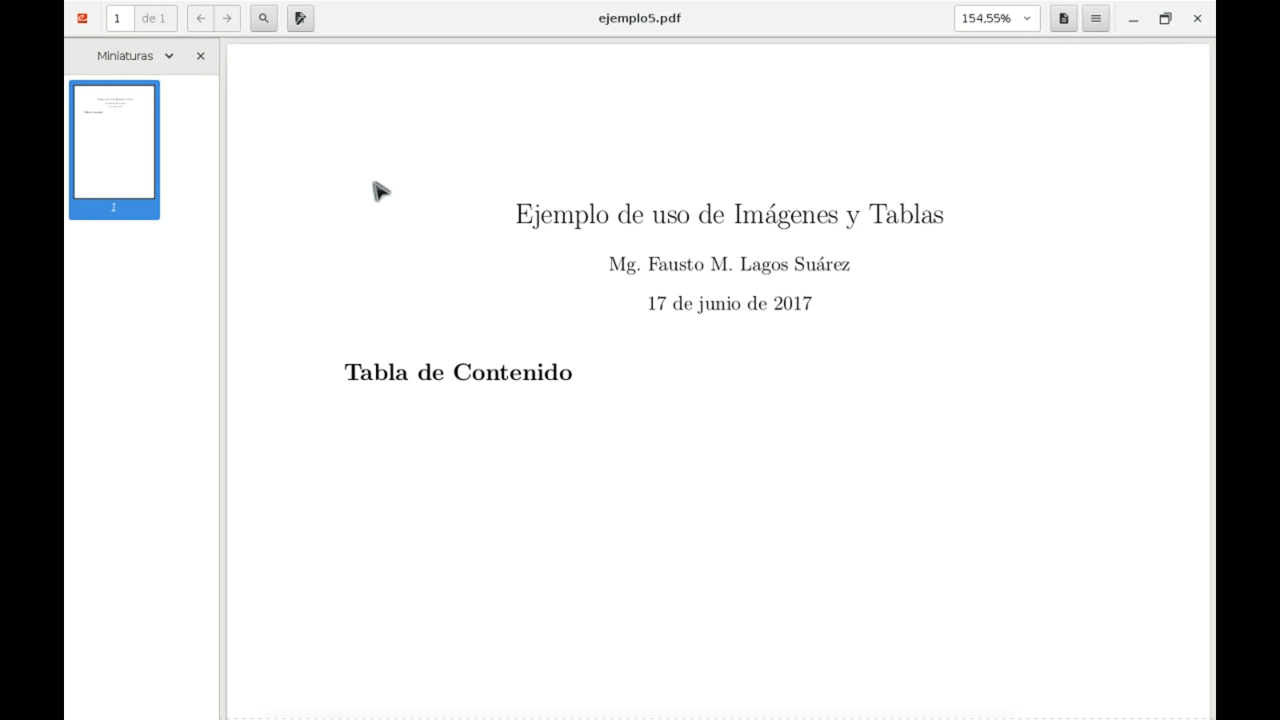 1 de 1
ejemplo5.pdf
154,55%
Miniaturas
1
Ejemplo de uso de Imágenes y Tablas
Mg. Fausto M. Lagos Suárez
17 de junio de 2017
Tabla de Contenido